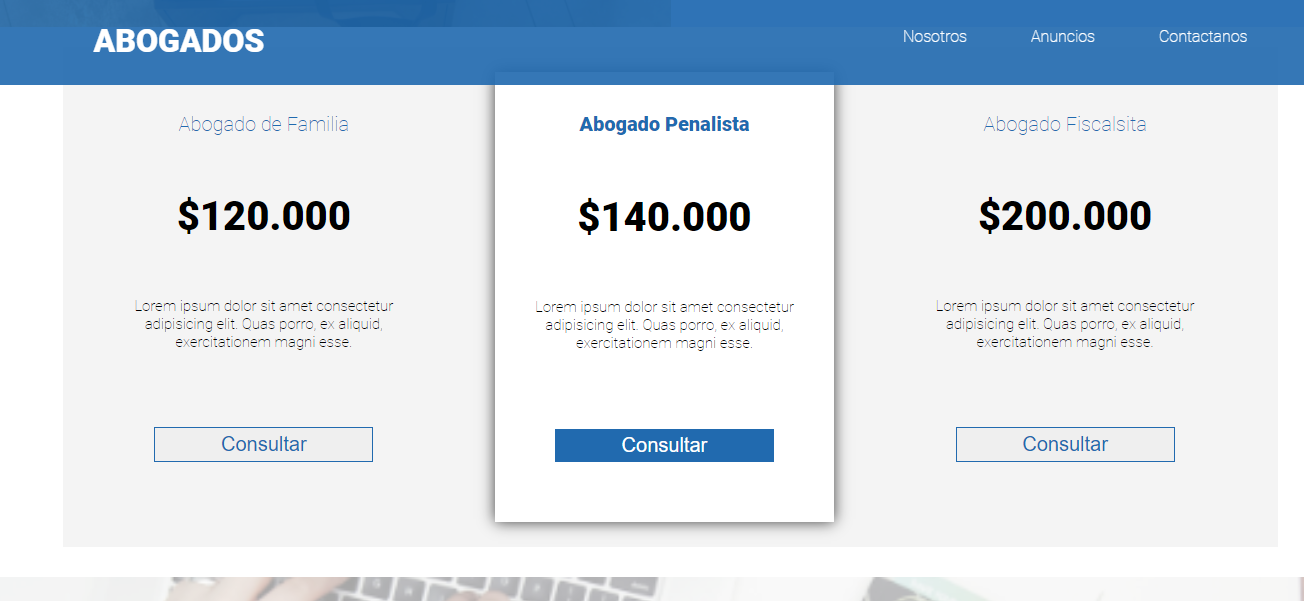 ABOGADOS
Nosotros
Anuncios
Contactanos
Abogado de Familia
$120.000
Lorem ipsum dolor sit amet consectetur
adipisicing elit. Quas porro, ex aliquid,
exercitationem magni esse.
Consultar
Abogado Penalista
$140.000
Lorem ipsum dolor sit amet consectetur
adipisicing elit. Quas porro, ex aliquid,
exercitationem magni esse.
Consultar
Abogado Fiscalsita
$200.000
Lorem ipsum dolor sit amet consectetur
adipisicing elit. Quas porro, ex aliquid,
exercitationem magni esse.
Consultar